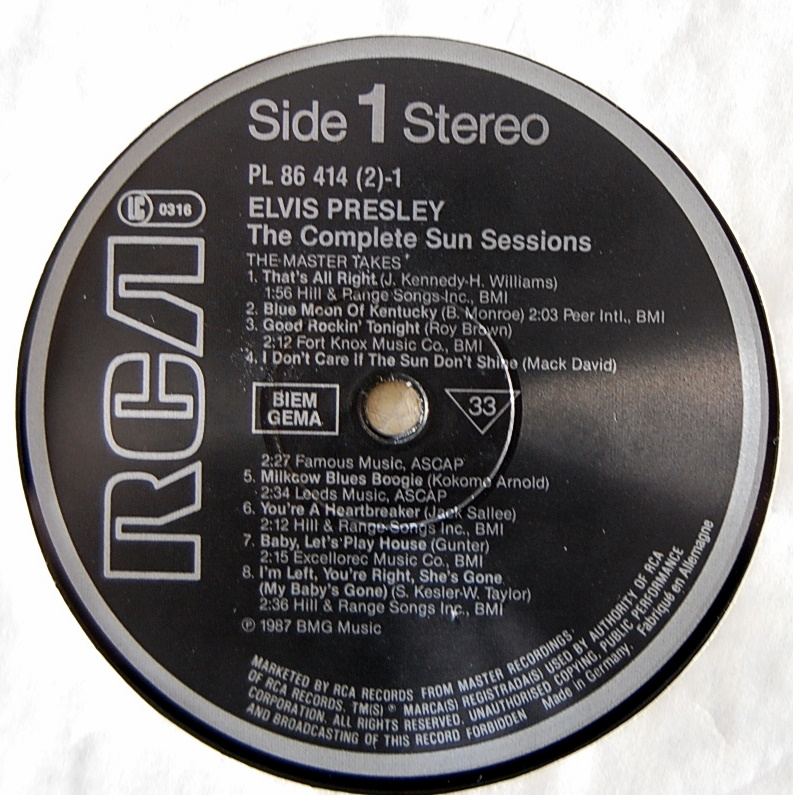 Side 1 Stereo
PL 86 414 (2)-1
LC 0316
ELVIS PRESLEY
The Complete Sun Sessions
THE MASTER TAKES
1. That's All Right (J. Kennedy-H. Williams)
1:56 Hill & Range Songs Inc., BMI
2. Blue Moon Of Kentucky (B. Monroe) 2:03 Peer Intl., BMI
3. Good Rockin' Tonight (Roy Brown)
2:12 Fort Knox Music Co., BMI
4. I Don't Care If The Sun Don't Shine (Mack David)
BIEM
GEMA
33
2:27 Famous Music, ASCAP
5. Milkcow Blues Boogie (Kokomo Arnold)
2:34 Leeds Music, ASCAP
6. You're A Heartbreaker (Jack Sallee)
2:12 Hill & Range Songs Inc., BMI
7. Baby, Let's Play House (Gunter)
2:15 Excellorec Music Co., BMI
8. I'm Left, You're Right, She's Gone
(My Baby's Gone) (S. Kesler-W. Taylor)
2:36 Hill & Range Songs Inc., BMI
℗ 1987 BMG Music
RCA
MARKETED BY RCA RECORDS FROM MASTER RECORDINGS
OF RCA RECORDS. TM(S) ® MARCA(S) REGISTRADA(S) USED BY AUTHORITY OF RCA
CORPORATION. ALL RIGHTS RESERVED. UNAUTHORISED COPYING, PUBLIC PERFORMANCE
AND BROADCASTING OF THIS RECORD FORBIDDEN Made in Germany. Fabriqué en Allemagne